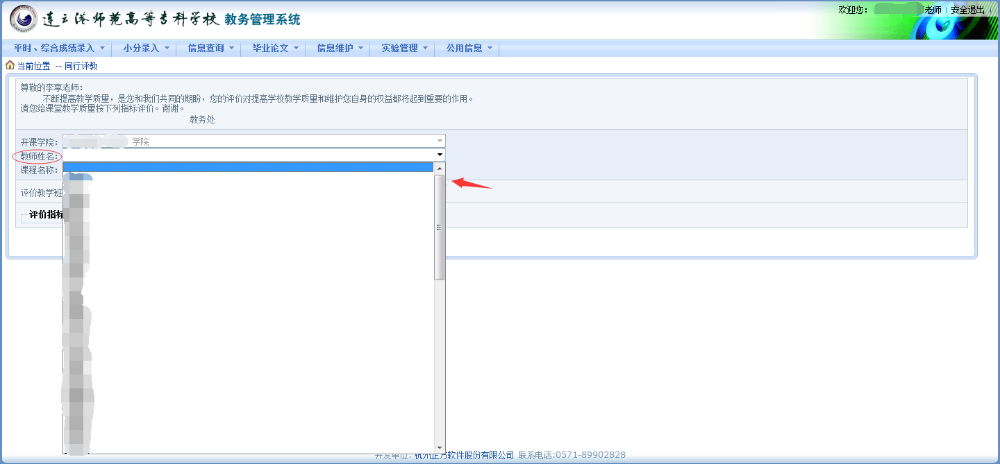 连云港师范高等专科学校 教务管理系统
欢迎您： 老师 | 安全退出
平时、综合成绩录入 小分录入 信息查询 毕业论文 信息维护 实验管理 公用信息
当前位置 -- 同行评教
尊敬的李享老师：
不断提高教学质量，是您和我们共同的期盼，您的评价对提高学校教学质量和维护您自身的权益都将起到重要的作用。
请您给课堂教学质量按下列指标评价。谢谢。
教务处
开课学院： 学院
教师姓名：
课程名称：
评价教学班
评价指标
开发单位：杭州正方软件股份有限公司 联系电话:0571-89902828